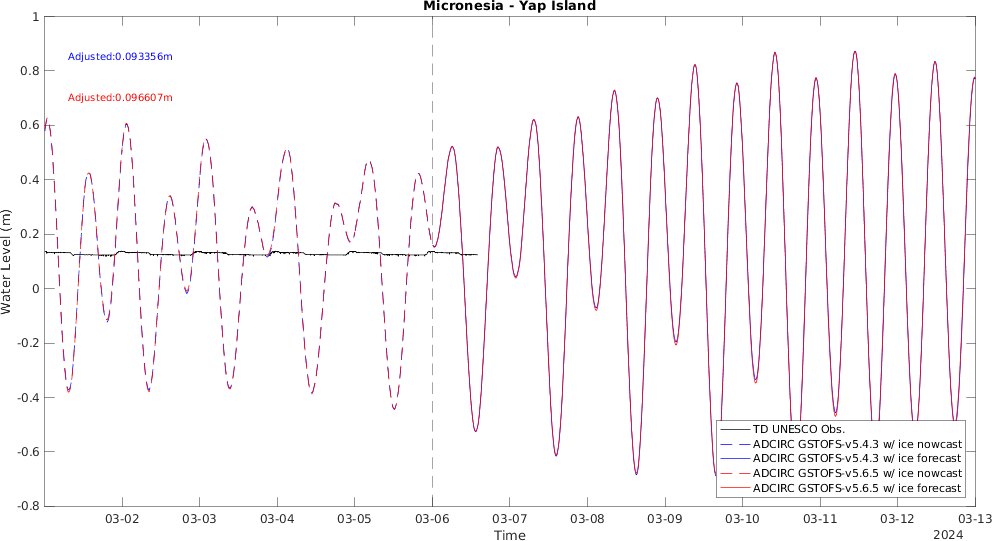 Micronesia - Yap Island
Adjusted:0.093356m
Adjusted:0.096607m
Water Level (m)
1
0.8
0.6
0.4
0.2
0
-0.2
-0.4
-0.6
-0.8
TD UNESCO Obs.
ADCIRC GSTOFS-v5.4.3 w/ ice nowcast
ADCIRC GSTOFS-v5.4.3 w/ ice forecast
ADCIRC GSTOFS-v5.6.5 w/ ice nowcast
ADCIRC GSTOFS-v5.6.5 w/ ice forecast
03-02 03-03 03-04 03-05 03-06 03-07 03-08 03-09 03-10 03-11 03-12 03-13
Time
2024